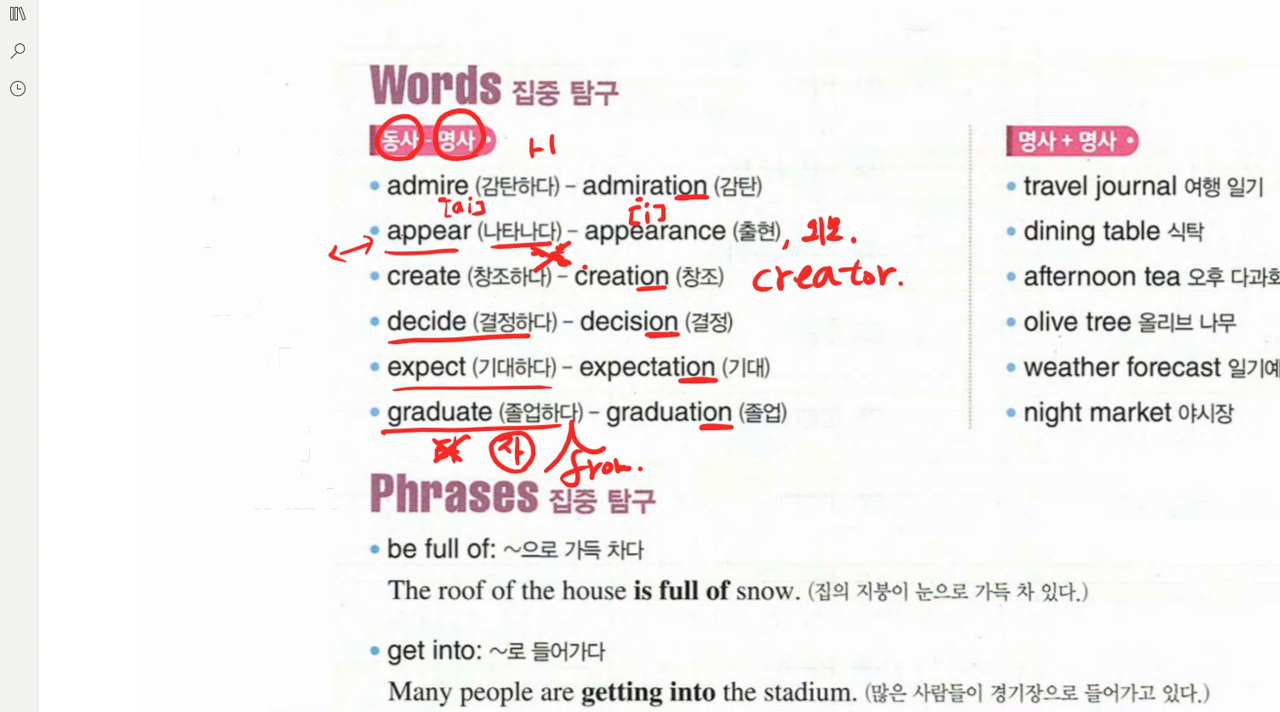 Words 집중 탐구
동사 - 명사
admire (감탄하다) – admiration (감탄)
[ai]
[i]
appear (나타나다) – appearance (출현), 외모.
create (창조하다) – creation (창조) creator.
decide (결정하다) – decision (결정)
expect (기대하다) – expectation (기대)
graduate (졸업하다) – graduation (졸업)
자
from.
명사 + 명사
travel journal 여행 일기
dining table 식탁
afternoon tea 오후 다과회
olive tree 올리브 나무
weather forecast 일기예
night market 야시장
Phrases 집중 탐구
be full of: ~으로 가득 차다
The roof of the house is full of snow. (집의 지붕이 눈으로 가득 차 있다.)
get into: ~로 들어가다
Many people are getting into the stadium. (많은 사람들이 경기장으로 들어가고 있다.)